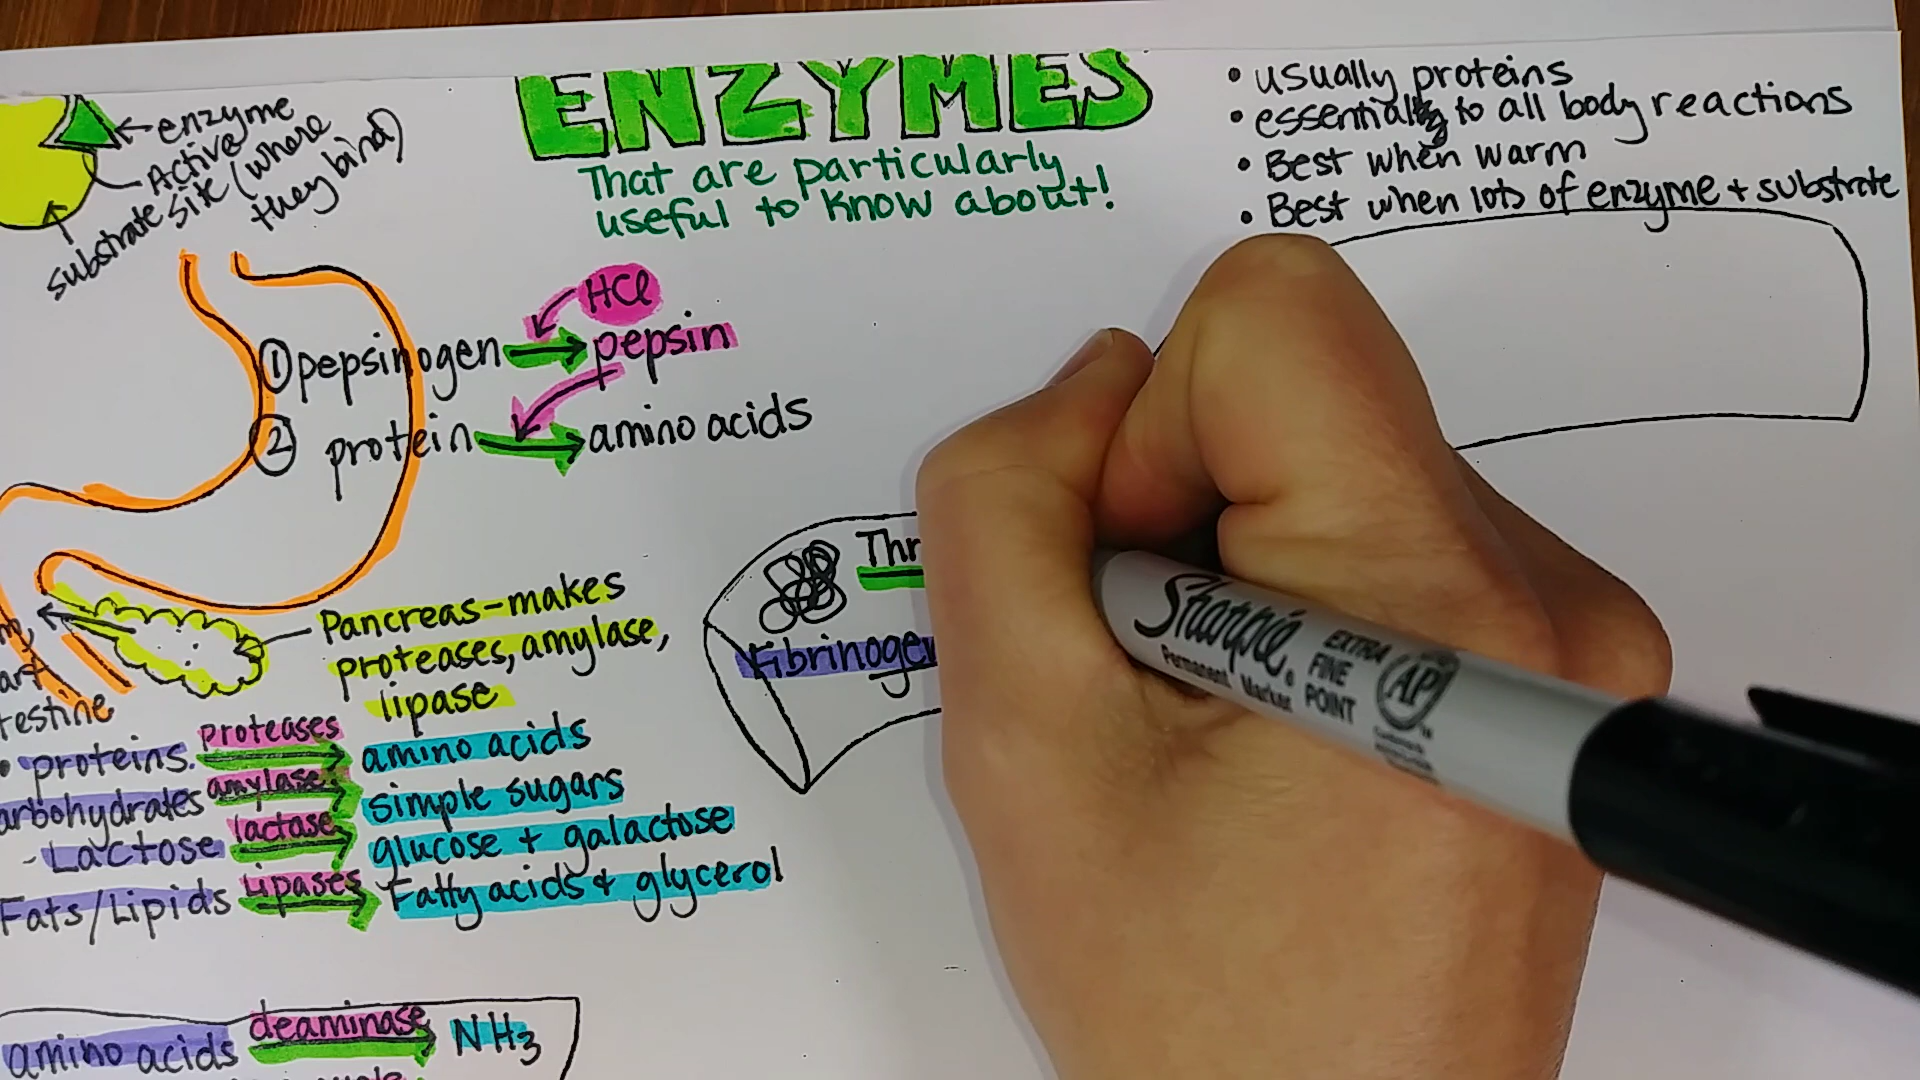 ENZYMES
That are particularly
useful to know about!
• usually proteins
• essential to all body reactions
• Best when warm
• Best when lots of enzyme + substrate
enzyme
Active
site (where
they bind)
substrate
HCl
① pepsinogen → pepsin
② protein → amino acids
Pancreas-makes
proteases, amylase,
lipase
Thr
Fibrinogen
art
testine
proteases
• proteins. → amino acids
amylase
arbohydrates → simple sugars
lactase
- Lactose → glucose + galactose
Lipases
Fats/Lipids → Fatty acids & glycerol
deaminase
amino acids → NH3
Sharpie®
Permanent Marker
EXTRA
FINE
POINT
AP